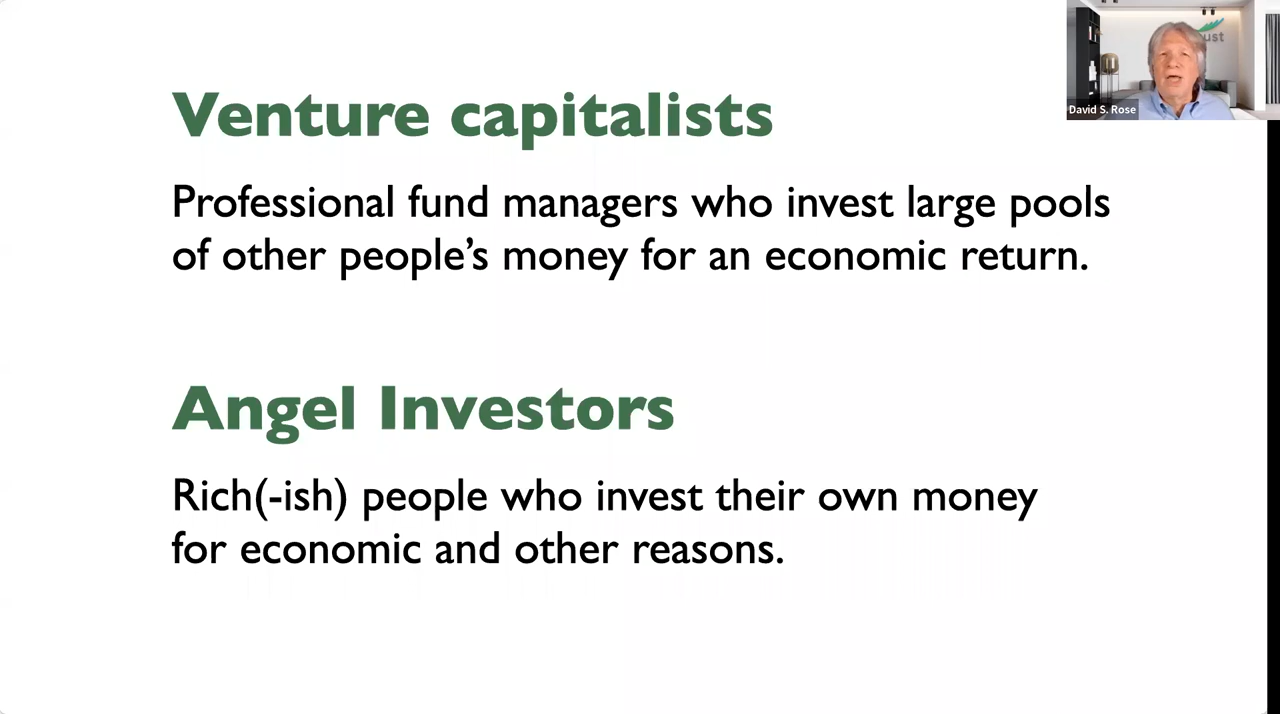 Venture capitalists
Professional fund managers who invest large pools
of other people’s money for an economic return.
Angel Investors
Rich(-ish) people who invest their own money
for economic and other reasons.
David S. Rose